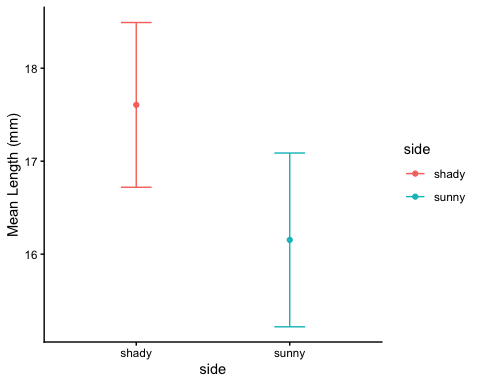 18
17
16
Mean Length (mm)
shady
sunny
side
side
shady
sunny